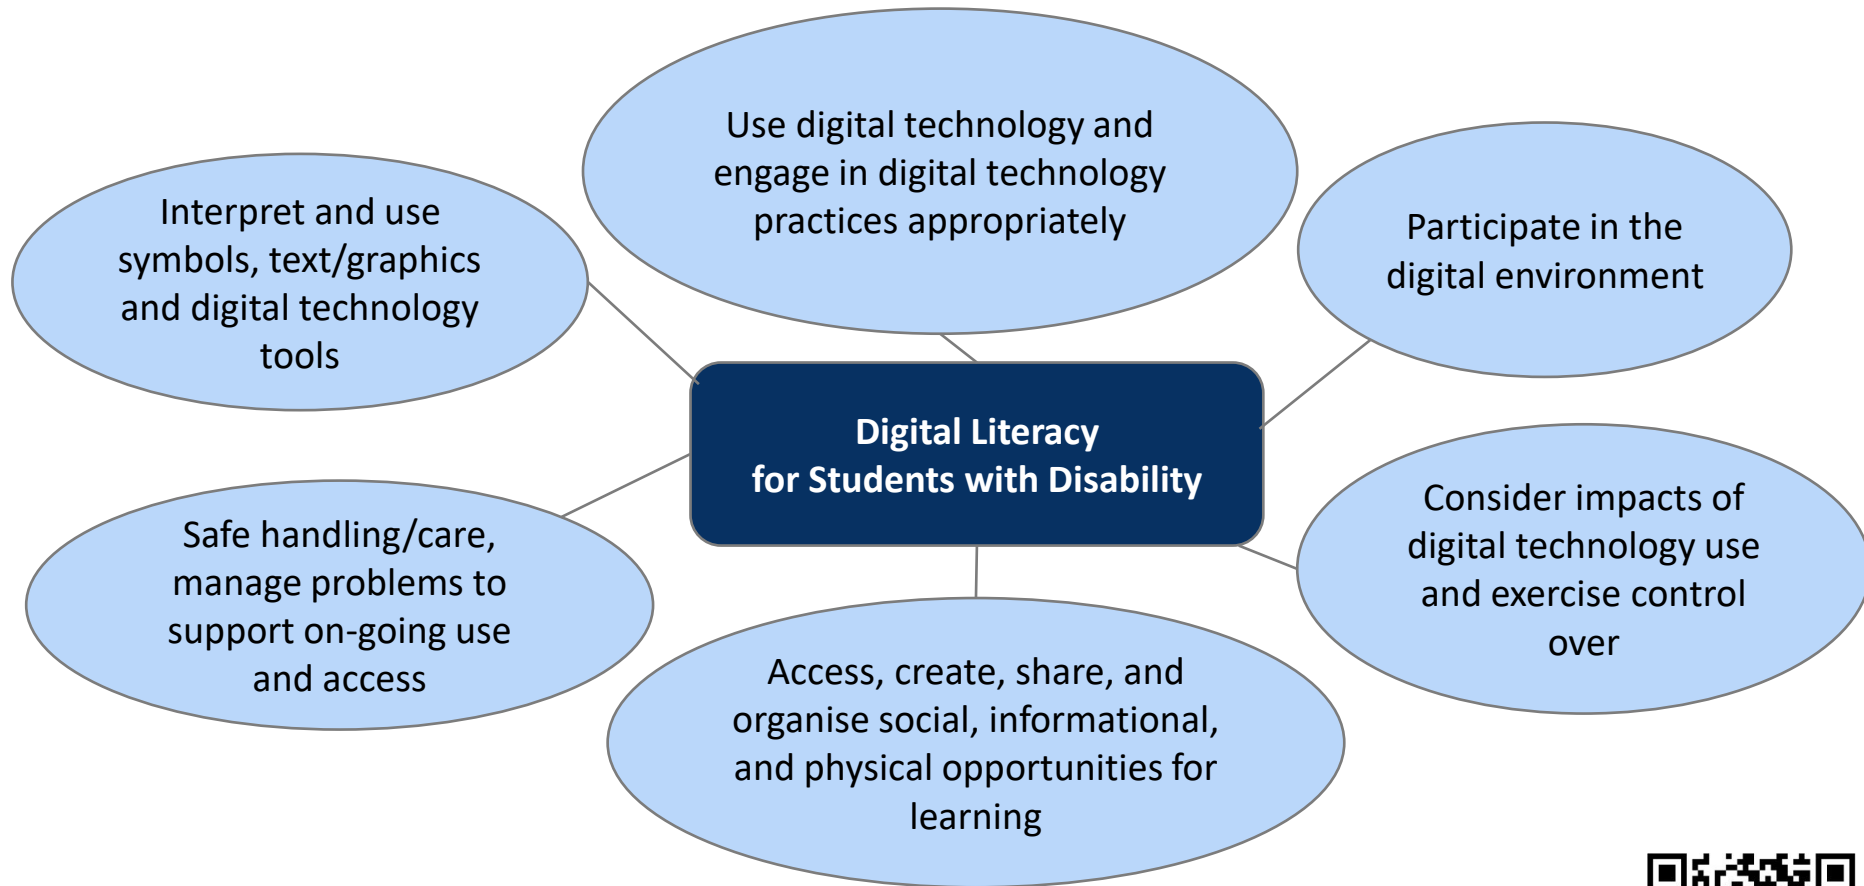 Use digital technology and
engage in digital technology
practices appropriately
Interpret and use
symbols, text/graphics
and digital technology
tools
Participate in the
digital environment
Digital Literacy
for Students with Disability
Safe handling/care,
manage problems to
support on-going use
and access
Consider impacts of
digital technology use
and exercise control
over
Access, create, share, and
organise social, informational,
and physical opportunities for
learning